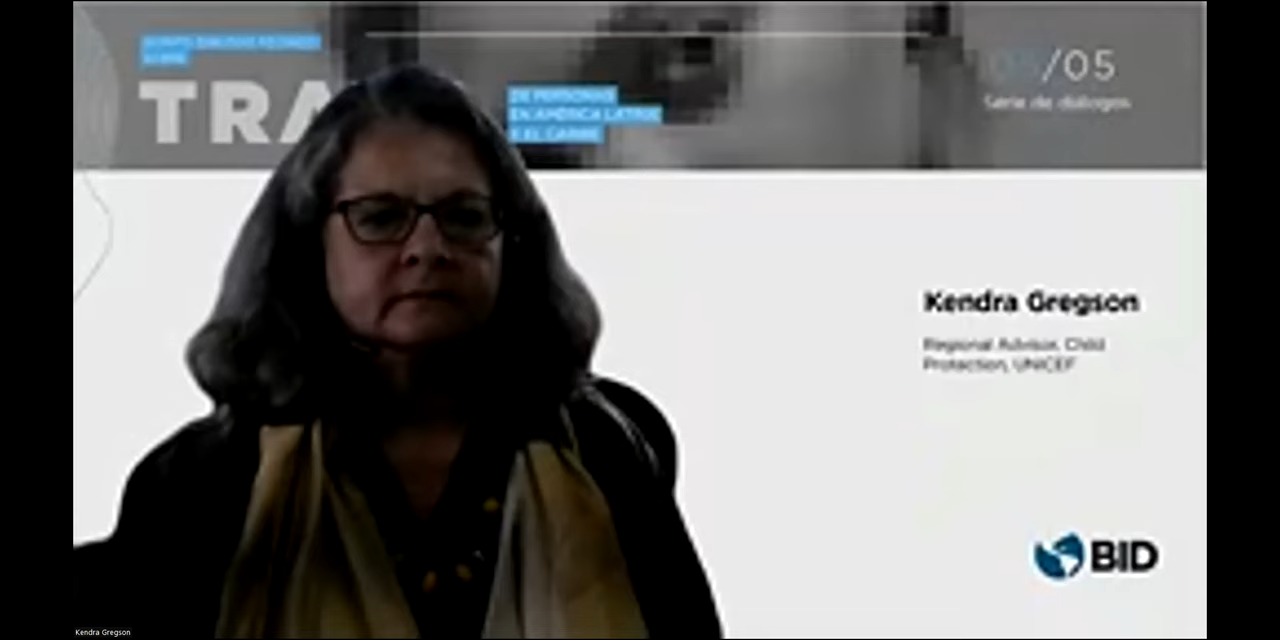 TRA
DE PERSONAS
EN AMÉRICA LATINA
Y EL CARIBE
/05
Serie de diálogos
Kendra Gregson
Regional Advisor, Child
Protection, UNICEF
BID
Kendra Gregson